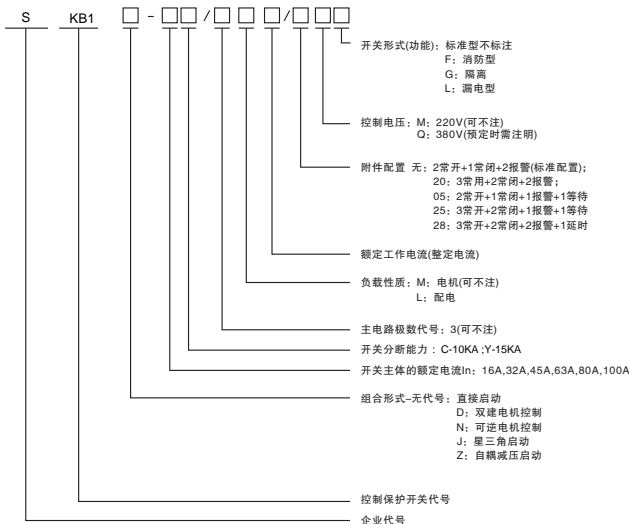 S KB1 □-□□/□□□/□□□
开关形式(功能)：标准型不标注
F：消防型
G：隔离
L：漏电型
控制电压：M：220V(可不注)
Q：380V(预定时需注明)
附件配置 无：2常开+1常闭+2报警(标准配置)；
20：3常用+2常闭+2报警；
05：2常开+1常闭+1报警+1等待
25：3常开+2常闭+1报警+1等待
28：3常开+2常闭+2报警+1延时
额定工作电流(整定电流)
负载性质：M：电机(可不注)
L：配电
主电路极数代号：3(可不注)
开关分断能力：C-10KA ;Y-15KA
开关主体的额定电流In：16A,32A,45A,63A,80A,100A
组合形式-无代号：直接启动
D：双建电机控制
N：可逆电机控制
J：星三角启动
Z：自耦减压启动
控制保护开关代号
企业代号